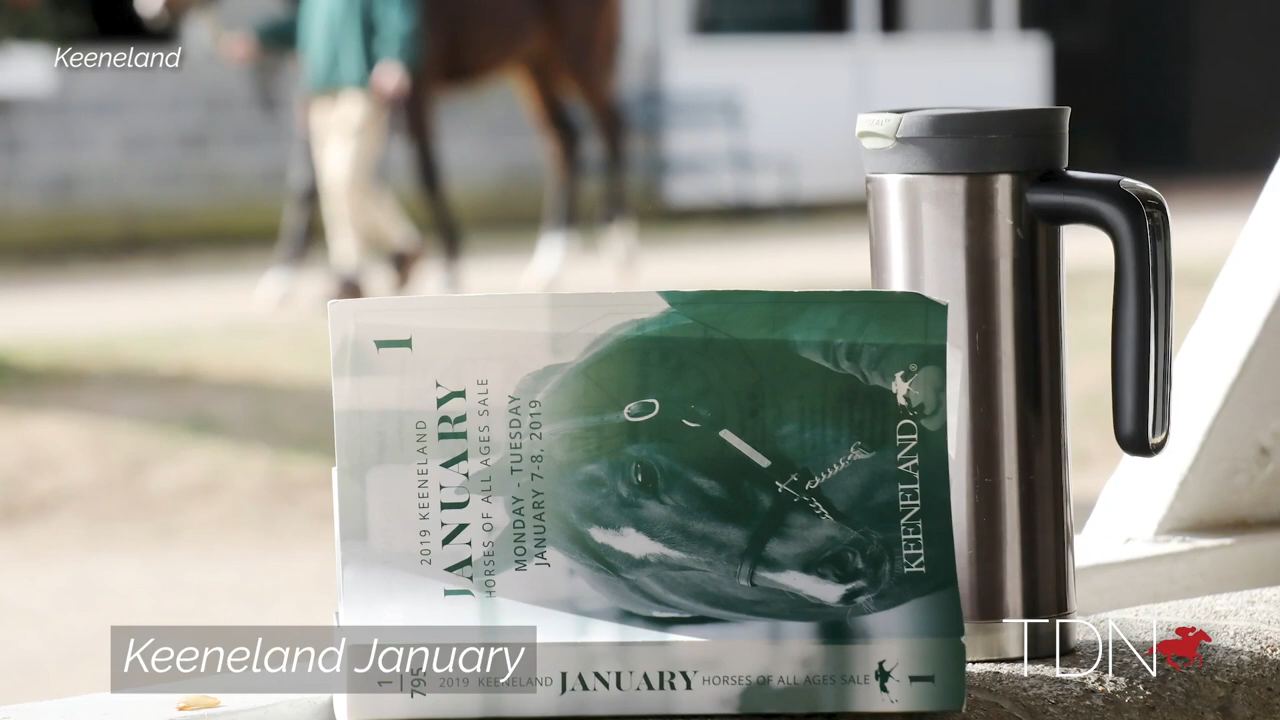 Keeneland
1
2019 KEENELAND
JANUARY
HORSES OF ALL AGES SALE
MONDAY - TUESDAY
JANUARY 7-8, 2019
KEENELAND®
Keeneland January
1
795
2019 KEENELAND JANUARY HORSES OF ALL AGES SALE 1
TDN